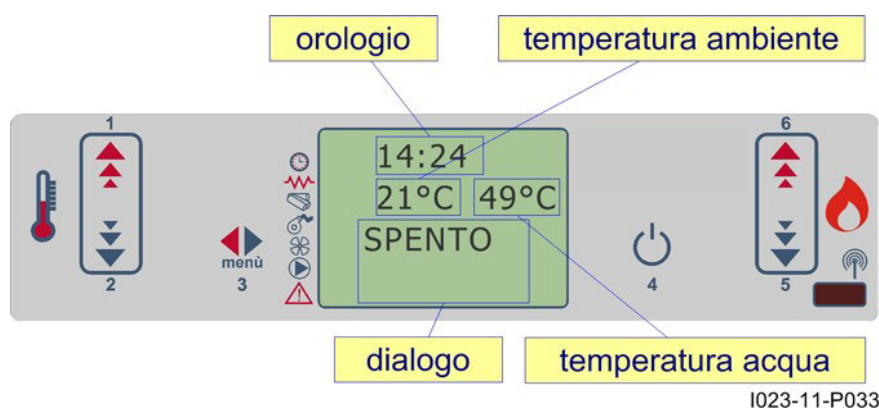 orologio
temperatura ambiente
1
6
14:24
21°C
49°C
SPENTO
menù
3
2
4
5
dialogo
temperatura acqua
I023-11-P033